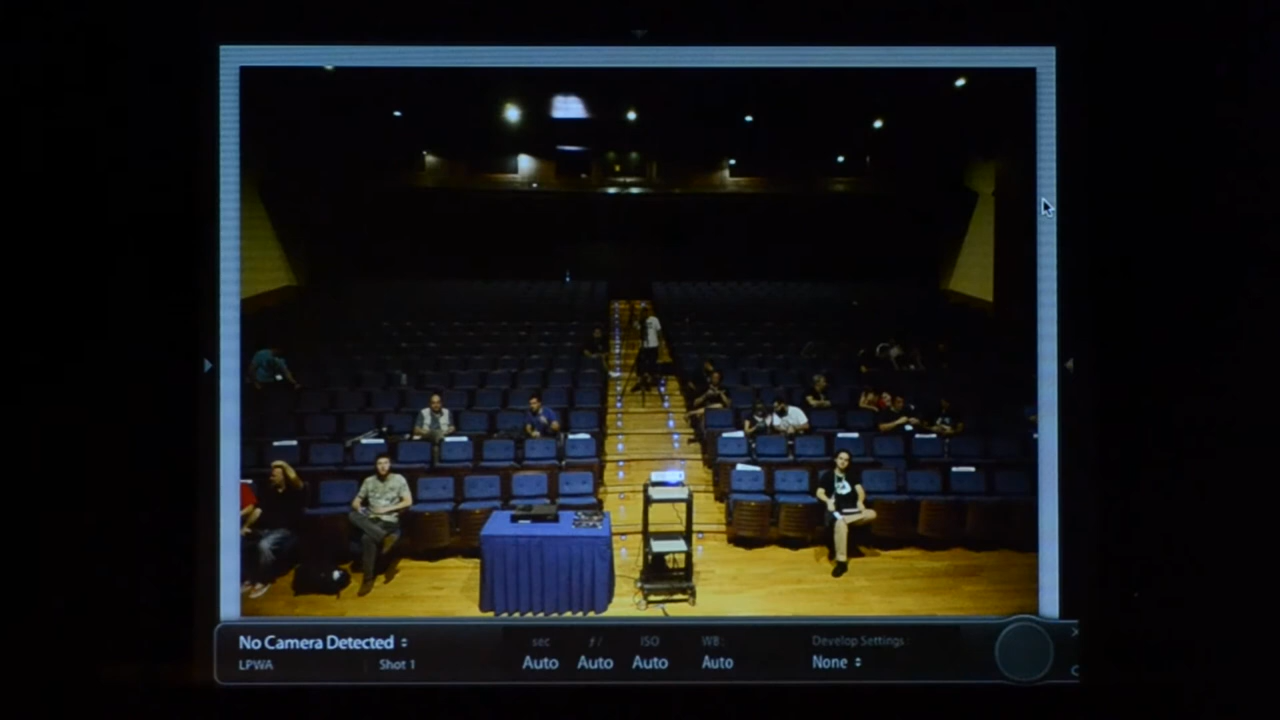 No Camera Detected
LPWA Shot 1
sec f / ISO WB:
Auto Auto Auto Auto
Develop Settings:
None